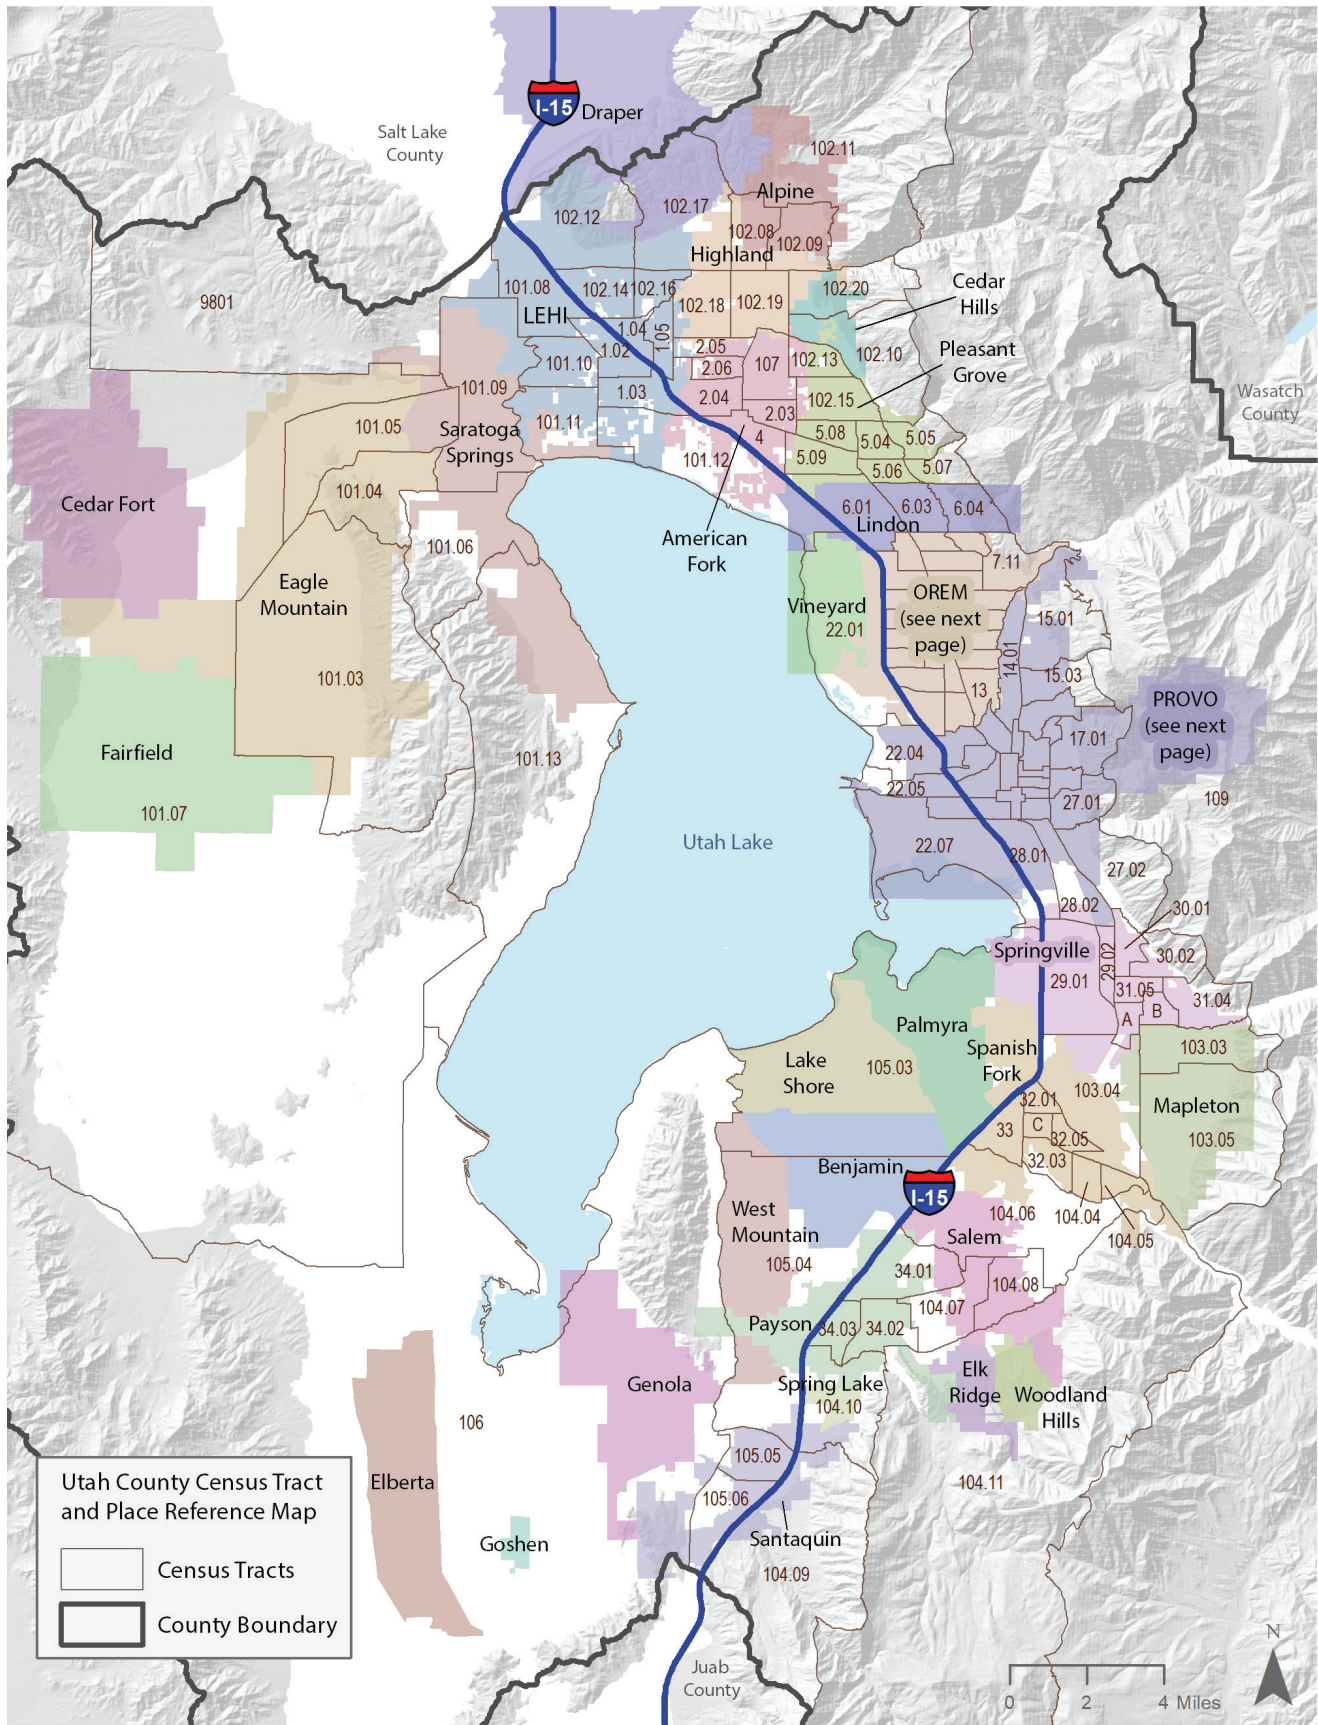 I-15
Draper
Salt Lake
County
102.11
Alpine
102.17
102.12
102.08
102.09
Highland
9801
101.08
102.14
102.16
102.20
Cedar
Hills
102.18
102.19
LEHI
1.04
1.05
2.05
102.13
102.10
Pleasant
Grove
101.10
1.02
2.06
107
101.09
1.03
2.04
102.15
Wasatch
County
101.05
101.11
2.03
Saratoga
Springs
4
5.08
5.04
5.05
101.12
5.09
5.06
5.07
101.04
Cedar Fort
6.01
6.03
6.04
Lindon
American
Fork
101.06
7.11
Eagle
Mountain
OREM
(see next
page)
Vineyard
22.01
15.01
14.01
15.03
101.03
13
PROVO
(see next
page)
17.01
Fairfield
101.13
22.04
22.05
27.01
109
101.07
Utah Lake
22.07
28.01
27.02
28.02
30.01
Springville
29.02
30.02
29.01
31.05
31.04
A
B
Palmyra
Spanish
Fork
103.03
Lake
Shore
105.03
103.04
32.01
Mapleton
33
C
32.05
103.05
32.03
Benjamin
I-15
West
Mountain
104.06
104.04
104.05
Salem
105.04
34.01
104.08
104.07
Payson
34.03
34.02
Genola
Spring Lake
104.10
Elk
Ridge
Woodland
Hills
106
105.05
Elberta
104.11
105.06
Santaquin
Goshen
104.09
Utah County Census Tract
and Place Reference Map
Census Tracts
County Boundary
Juab
County
N
0 2 4 Miles